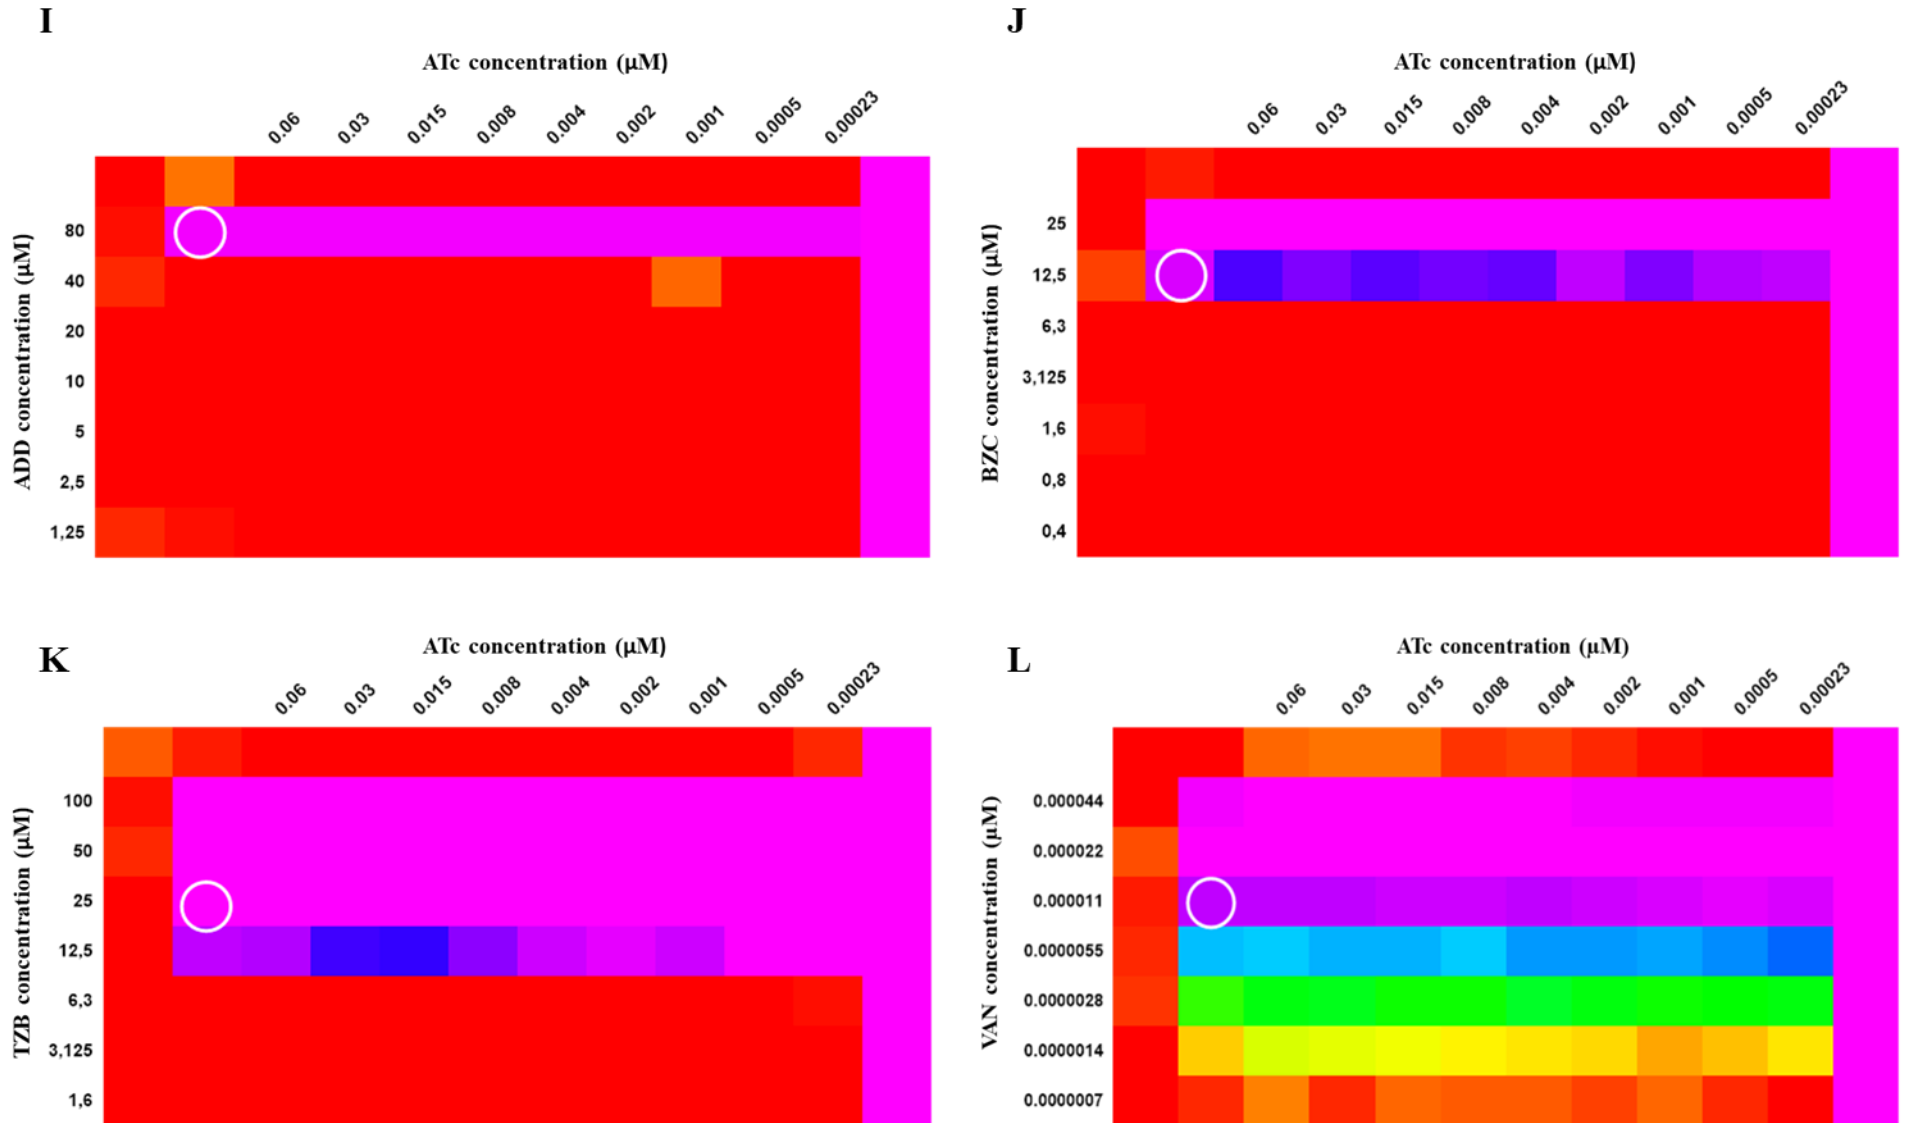 I
ATc concentration (μM)
0.06 0.03 0.015 0.008 0.004 0.002 0.001 0.0005 0.00023
ADD concentration (μM)
80
40
20
10
5
2,5
1,25
J
ATc concentration (μM)
0.06 0.03 0.015 0.008 0.004 0.002 0.001 0.0005 0.00023
BZC concentration (μM)
25
12,5
6,3
3,125
1,6
0,8
0,4
K
ATc concentration (μM)
0.06 0.03 0.015 0.008 0.004 0.002 0.001 0.0005 0.00023
TZB concentration (μM)
100
50
25
12,5
6,3
3,125
1,6
L
ATc concentration (μM)
0.06 0.03 0.015 0.008 0.004 0.002 0.001 0.0005 0.00023
VAN concentration (μM)
0.000044
0.000022
0.000011
0.0000055
0.0000028
0.0000014
0.0000007